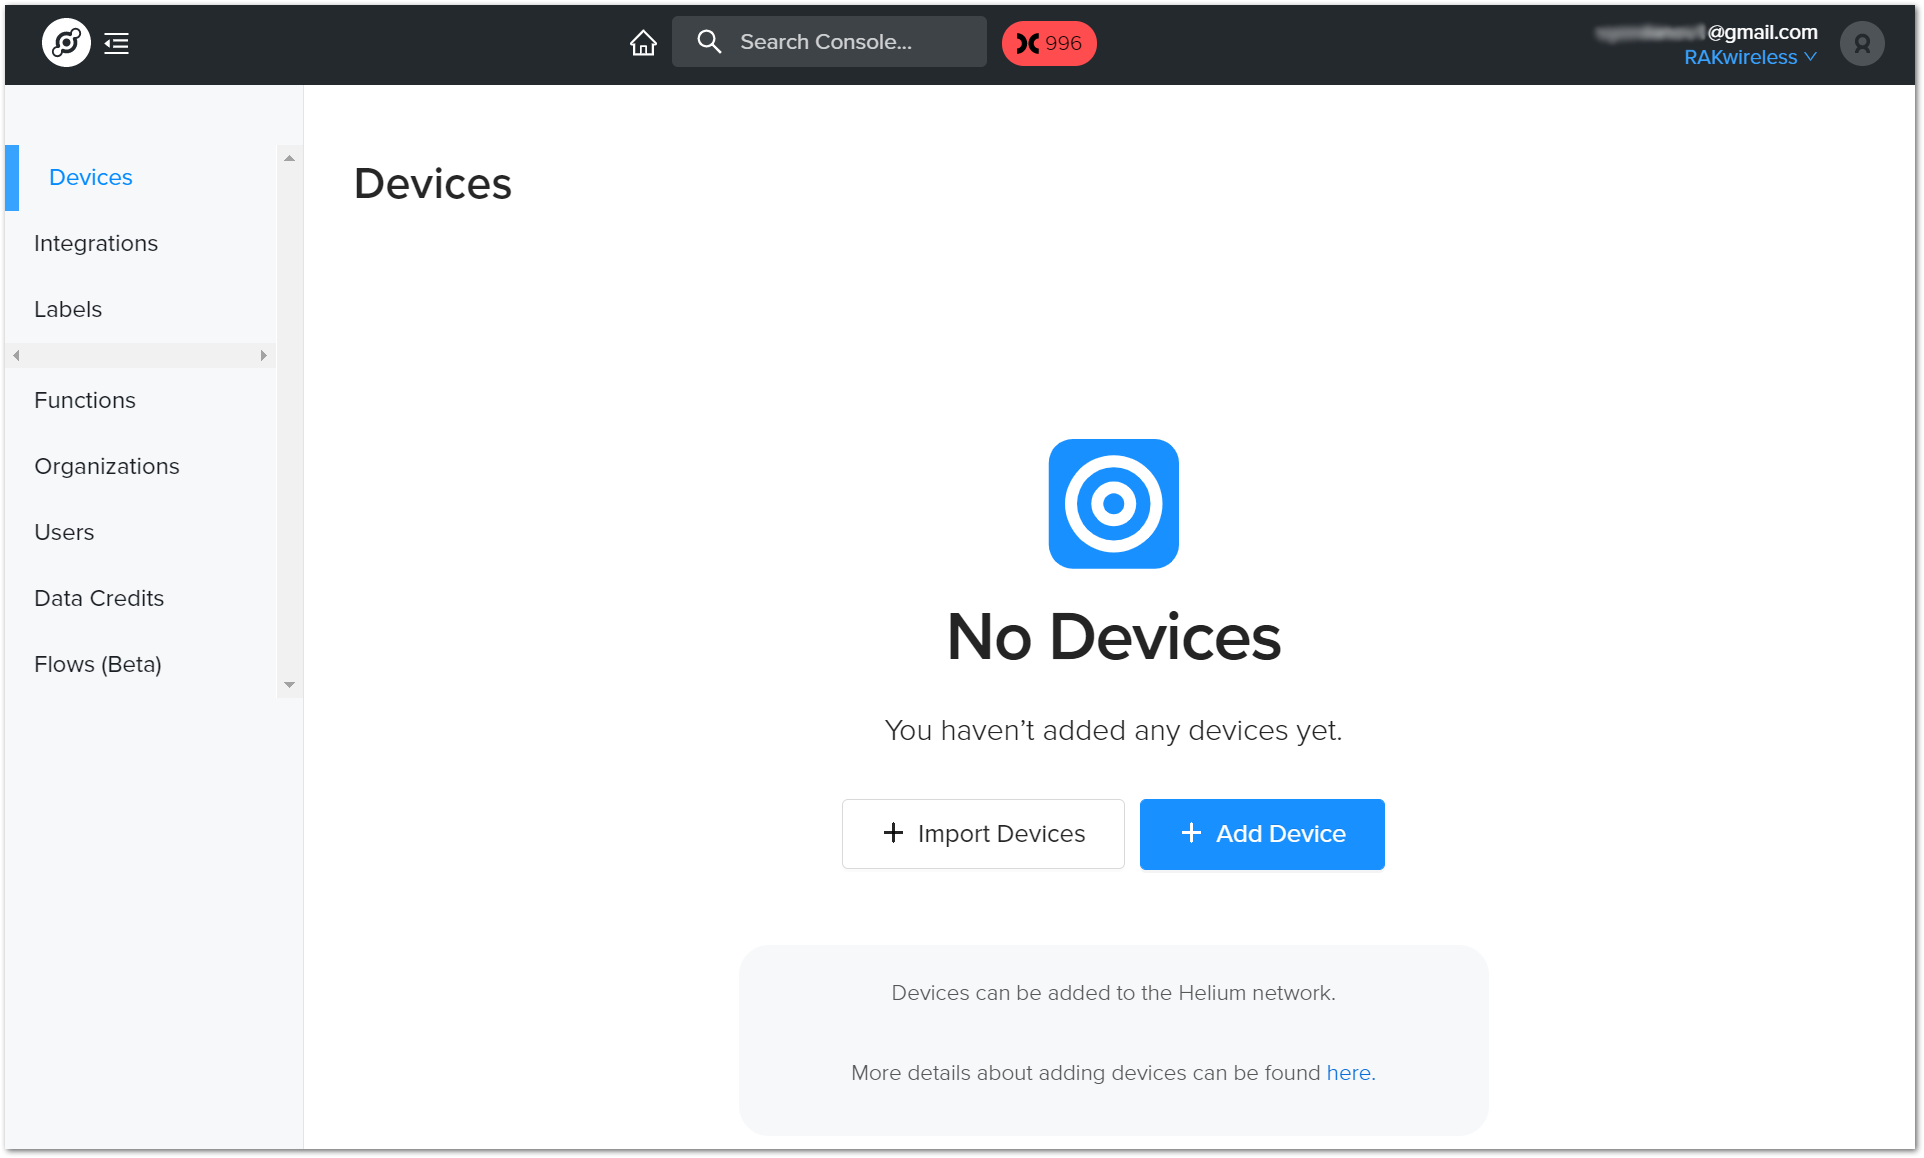 Search Console...
996
@gmail.com
RAKwireless
Devices
Integrations
Labels
Functions
Organizations
Users
Data Credits
Flows (Beta)
Devices
No Devices
You haven’t added any devices yet.
+ Import Devices
+ Add Device
Devices can be added to the Helium network.
More details about adding devices can be found here.